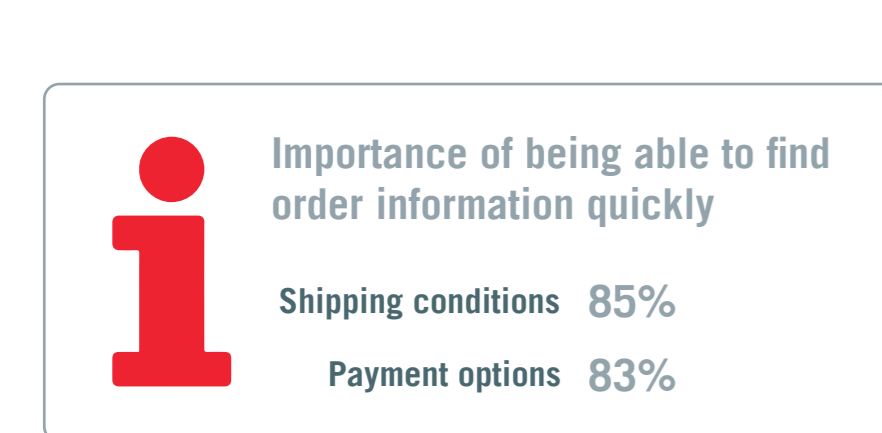 Importance of being able to find
order information quickly
Shipping conditions 85%
Payment options 83%